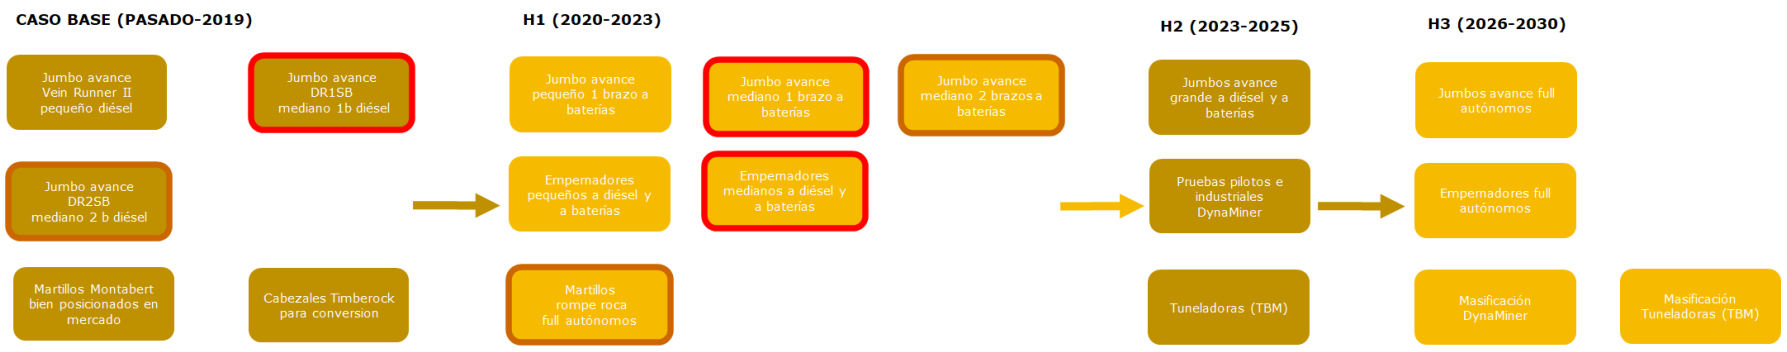 CASO BASE (PASADO-2019)
Jumbo avance
Vein Runner II
pequeño diésel
Jumbo avance
DR1SB
mediano 1b diésel
Jumbo avance
DR2SB
mediano 2 b diésel
Martillos Montabert
bien posicionados en
mercado
Cabezales Timberock
para conversion
H1 (2020-2023)
Jumbo avance
pequeño 1 brazo a
baterías
Jumbo avance
mediano 1 brazo a
baterías
Jumbo avance
mediano 2 brazos a
baterías
Empernadores
pequeños a diésel y
a baterías
Empernadores
medianos a diésel y
a baterías
Martillos
rompe roca
full autónomos
H2 (2023-2025)
Jumbos avance
grande a diésel y a
baterías
Pruebas pilotos e
industriales
DynaMiner
Tuneladoras (TBM)
H3 (2026-2030)
Jumbos avance full
autónomos
Empernadores full
autónomos
Masificación
DynaMiner
Masificación
Tuneladoras (TBM)